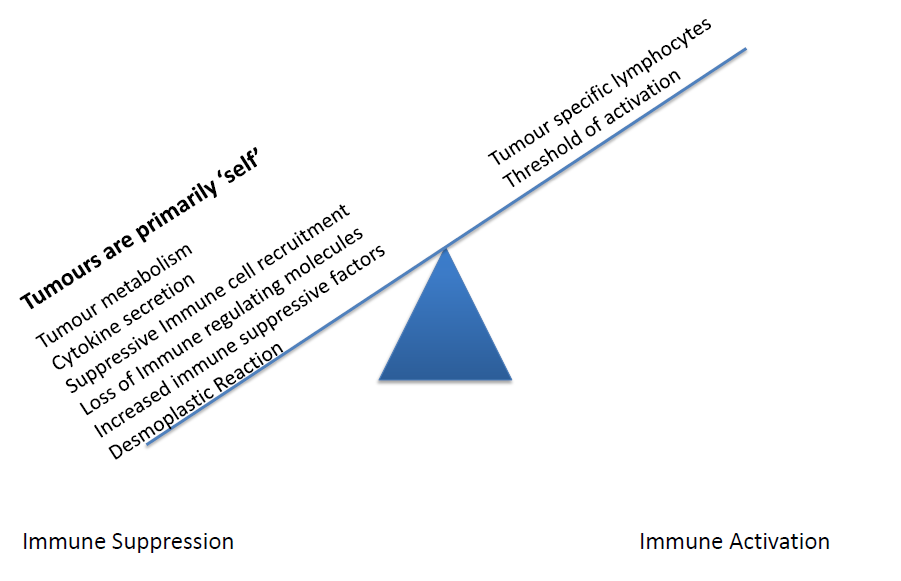 Tumours are primarily ‘self’
Tumour metabolism
Cytokine secretion
Suppressive Immune cell recruitment
Loss of Immune regulating molecules
Increased immune suppressive factors
Desmoplastic Reaction
Tumour specific lymphocytes
Threshold of activation
Immune Suppression
Immune Activation